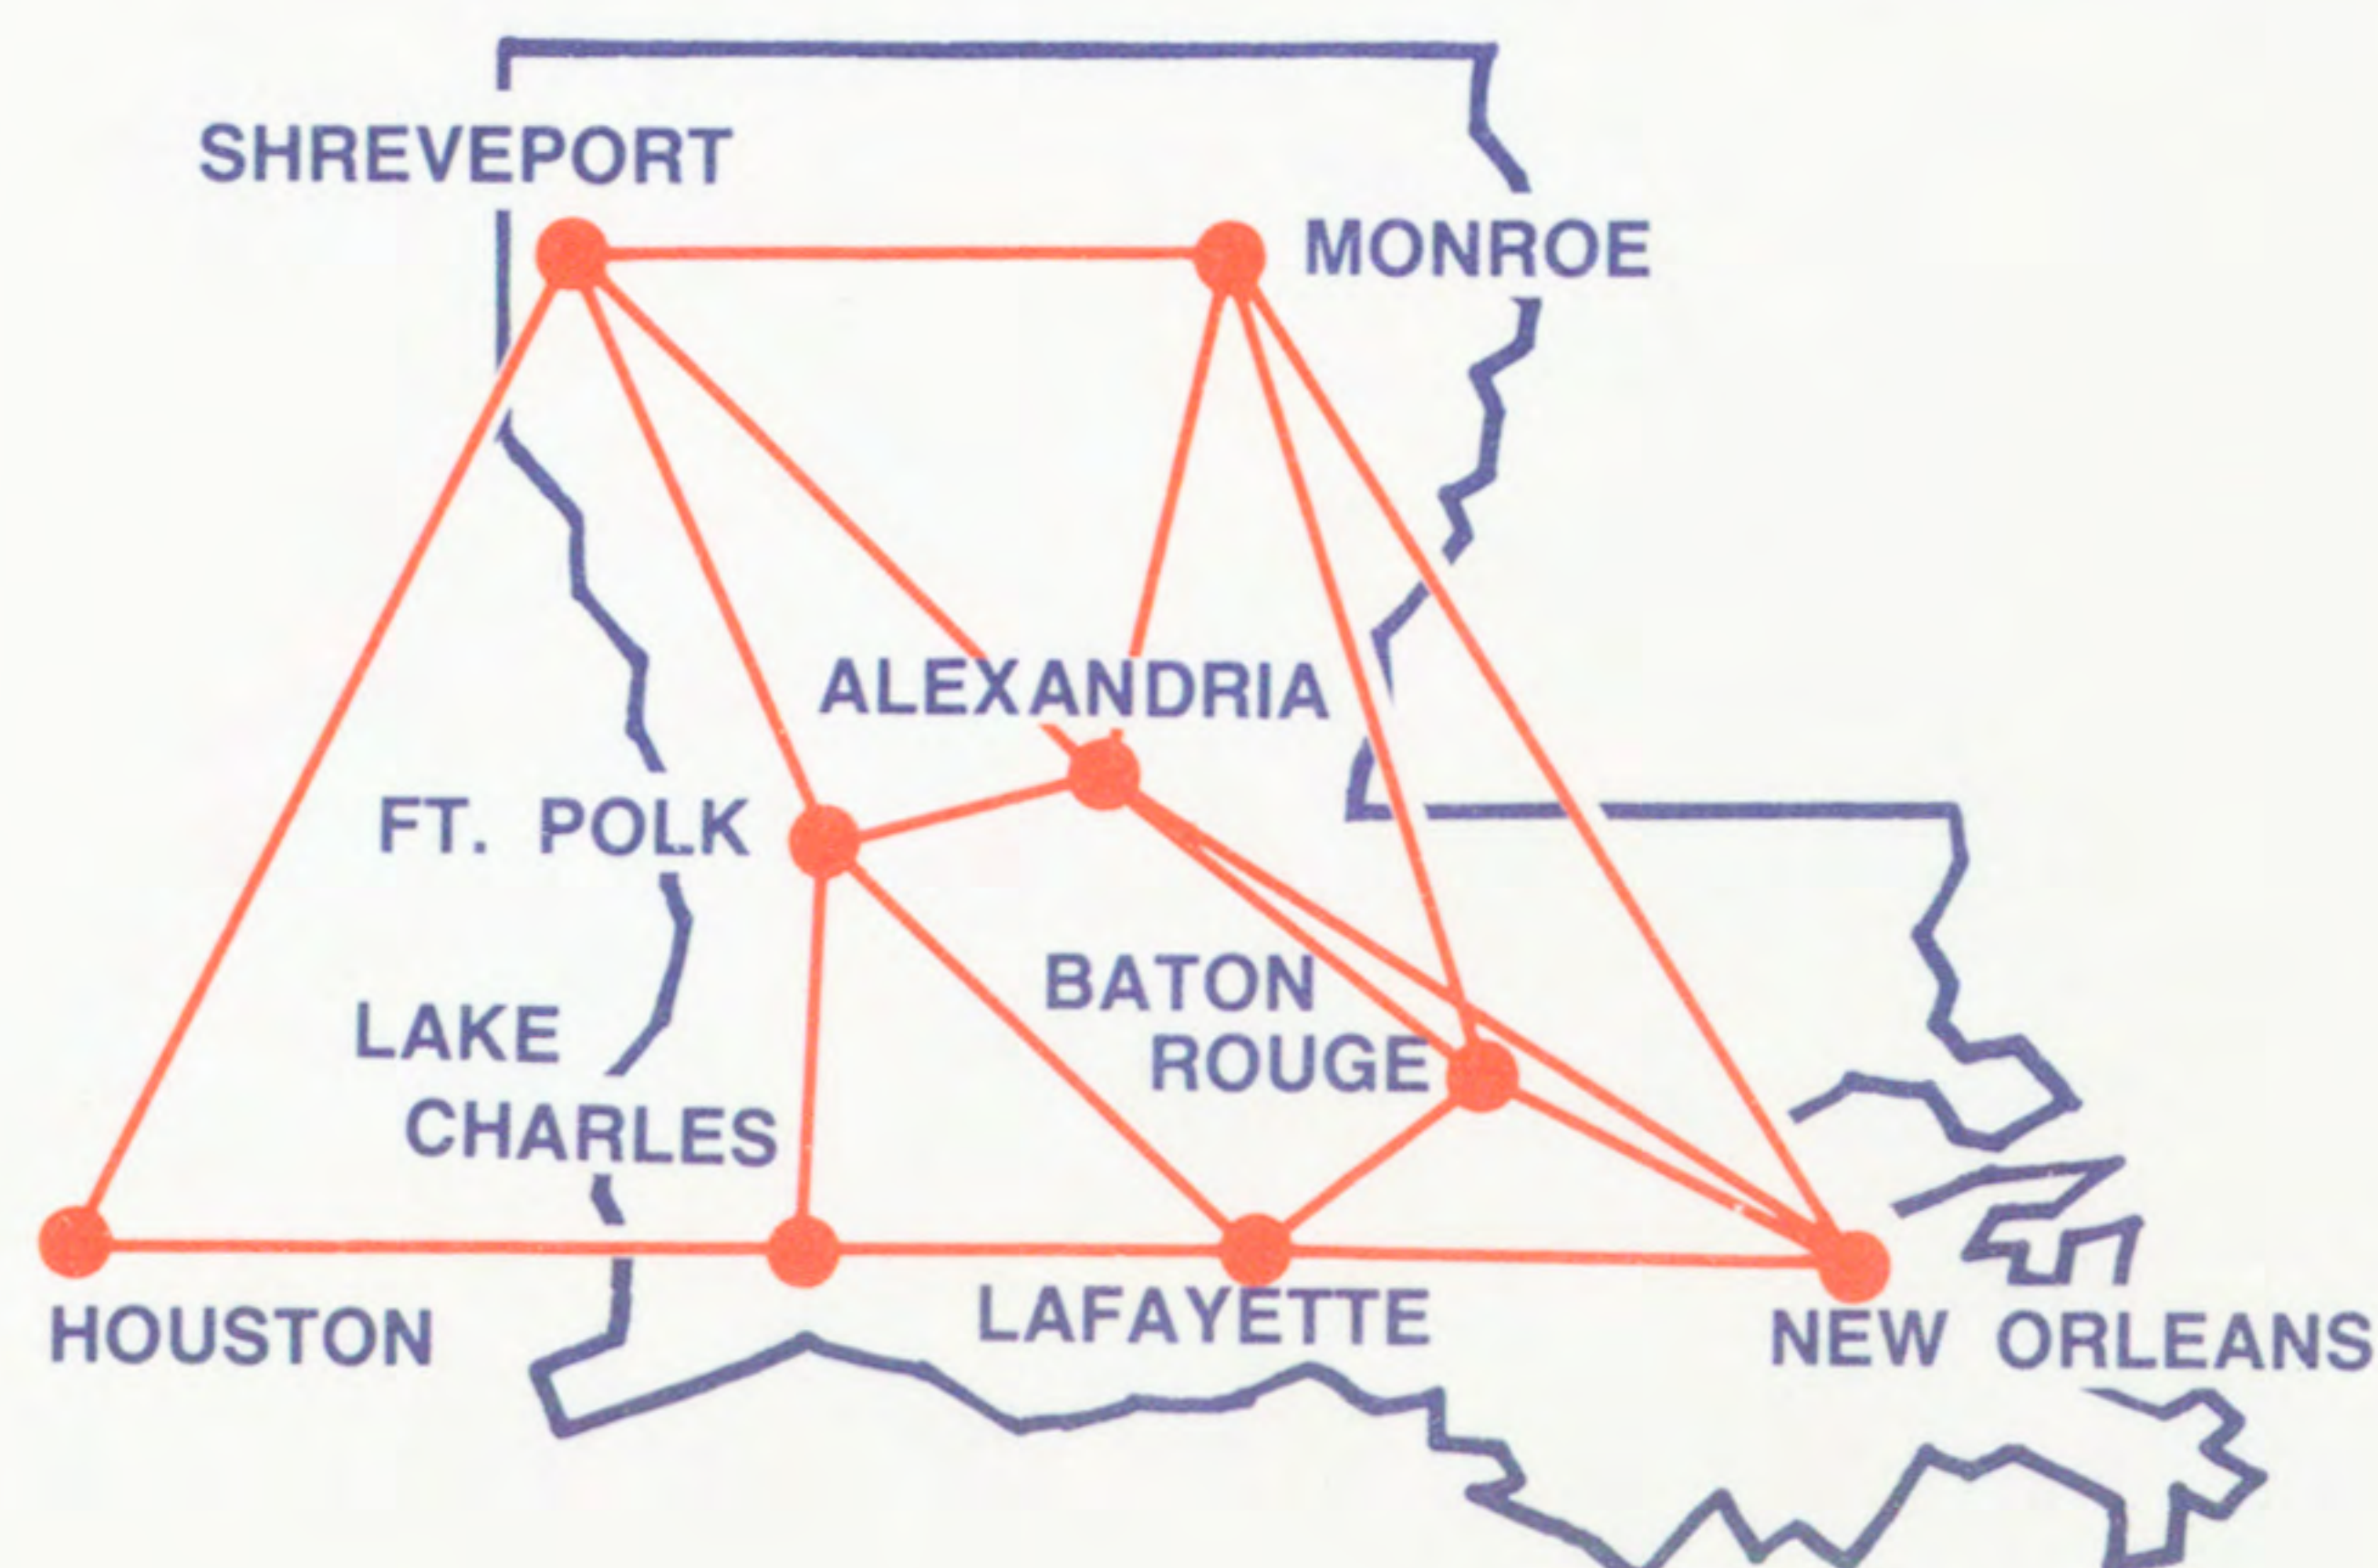 SHREVEPORT
MONROE
ALEXANDRIA
FT. POLK
BATON
ROUGE
LAKE
CHARLES
HOUSTON
LAFAYETTE
NEW ORLEANS